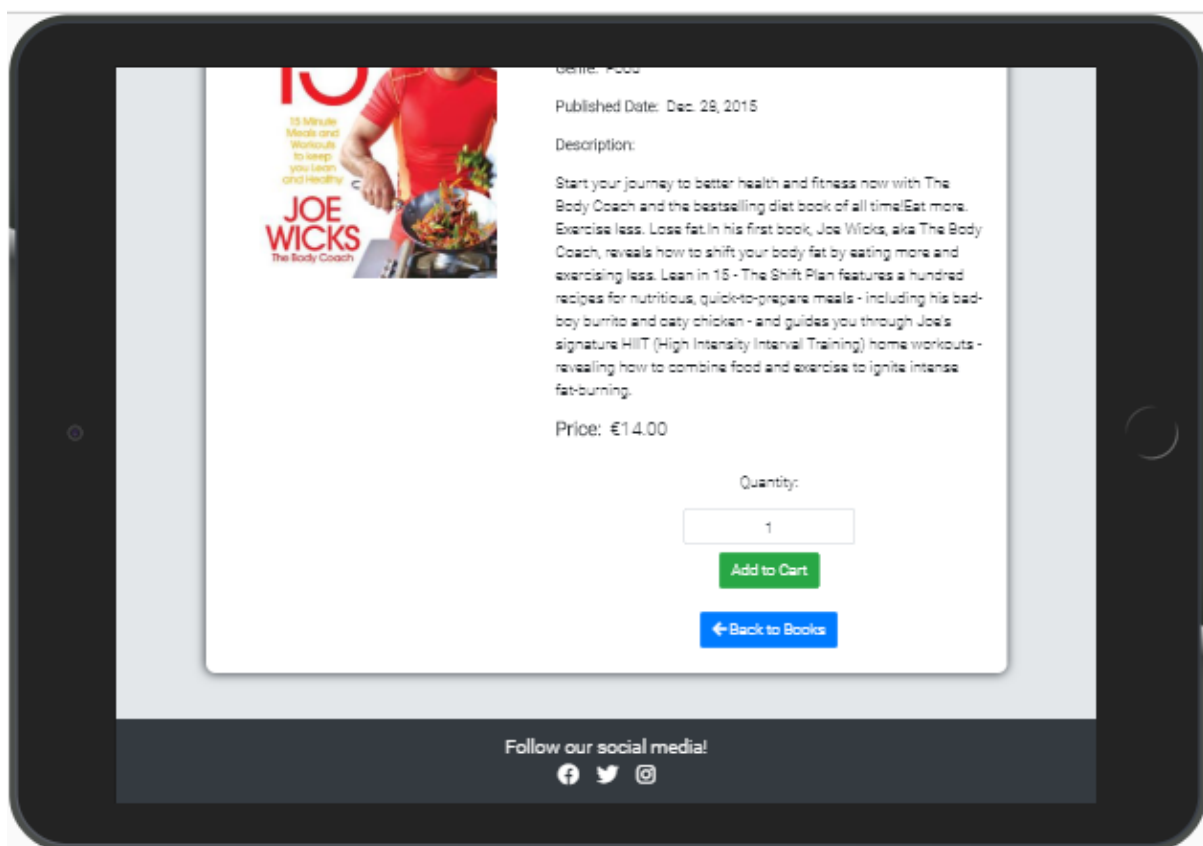 15
15 Minute
Meals and
Workouts
to keep
you Lean
and Healthy
JOE
WICKS
The Body Coach
Genre: Food
Published Date: Dec. 28, 2015
Description:
Start your journey to better health and fitness now with The
Body Coach and the bestselling diet book of all time!Eat more.
Exercise less. Lose fat.In his first book, Joe Wicks, aka The Body
Coach, reveals how to shift your body fat by eating more and
exercising less. Lean in 15 - The Shift Plan features a hundred
recipes for nutritious, quick-to-prepare meals - including his bad-
boy burrito and oaty chicken - and guides you through Joe's
signature HIIT (High Intensity Interval Training) home workouts -
revealing how to combine food and exercise to ignite intense
fat-burning.
Price: €14.00
Quantity:
1
Add to Cart
Back to Books
Follow our social media!